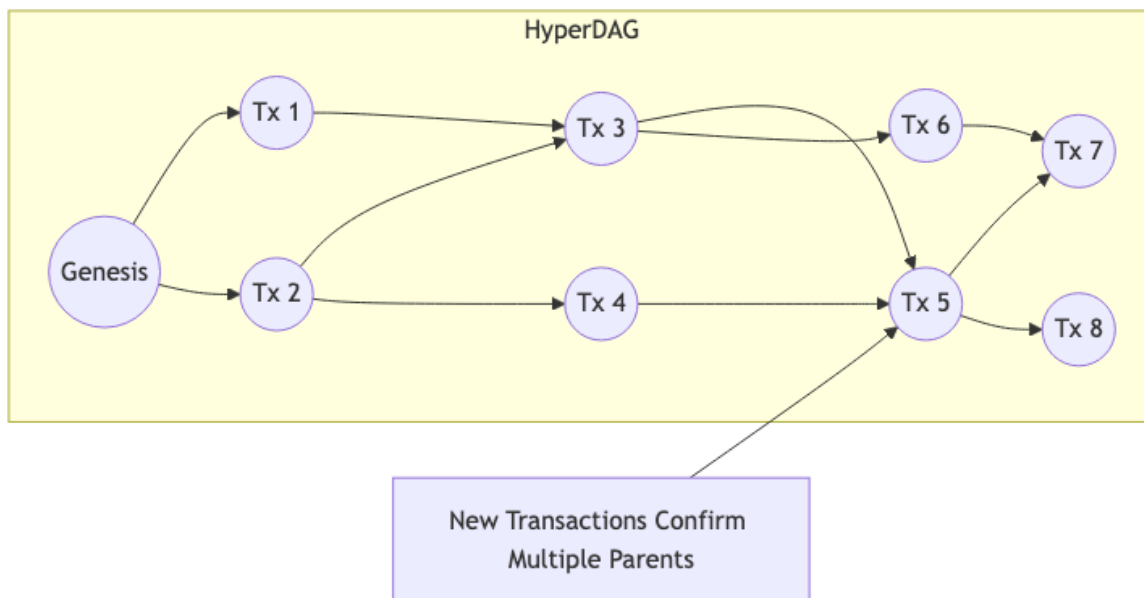 HyperDAG
Tx 1
Tx 3
Tx 6
Tx 7
Genesis
Tx 2
Tx 4
Tx 5
Tx 8
New Transactions Confirm
Multiple Parents